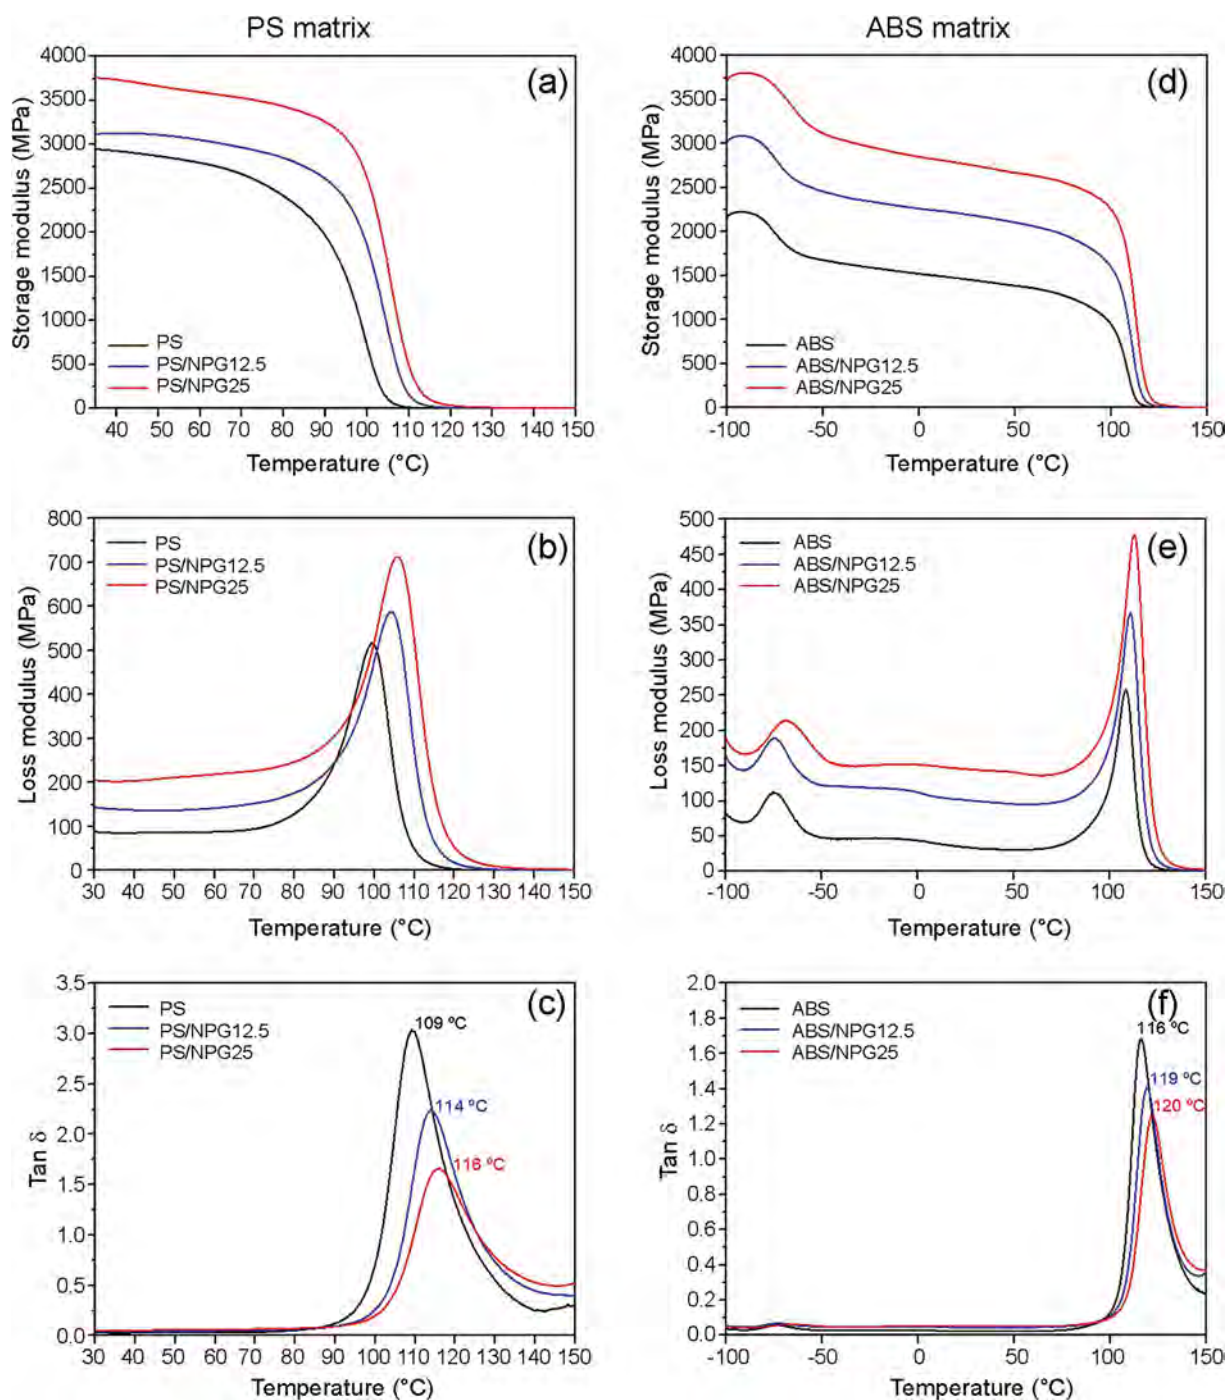 PS matrix
ABS matrix
4000
3500
3000
2500
2000
1500
1000
500
0
Storage modulus (MPa)
(a)
PS
PS/NPG12.5
PS/NPG25
40 50 60 70 80 90 100 110 120 130 140 150
Temperature (°C)
4000
3500
3000
2500
2000
1500
1000
500
0
Storage modulus (MPa)
(d)
ABS
ABS/NPG12.5
ABS/NPG25
-100 -50 0 50 100 150
Temperature (°C)
800
700
600
500
400
300
200
100
0
Loss modulus (MPa)
(b)
PS
PS/NPG12.5
PS/NPG25
30 40 50 60 70 80 90 100 110 120 130 140 150
Temperature (°C)
500
450
400
350
300
250
200
150
100
50
0
Loss modulus (MPa)
(e)
ABS
ABS/NPG12.5
ABS/NPG25
-100 -50 0 50 100 150
Temperature (°C)
3.5
3.0
2.5
2.0
1.5
1.0
0.5
0.0
Tan δ
(c)
PS
PS/NPG12.5
PS/NPG25
109 ºC
114 ºC
116 ºC
30 40 50 60 70 80 90 100 110 120 130 140 150
Temperature (°C)
2.0
1.8
1.6
1.4
1.2
1.0
0.8
0.6
0.4
0.2
0.0
Tan δ
(f)
ABS
ABS/NPG12.5
ABS/NPG25
116 ºC
119 ºC
120 ºC
-100 -50 0 50 100 150
Temperature (°C)